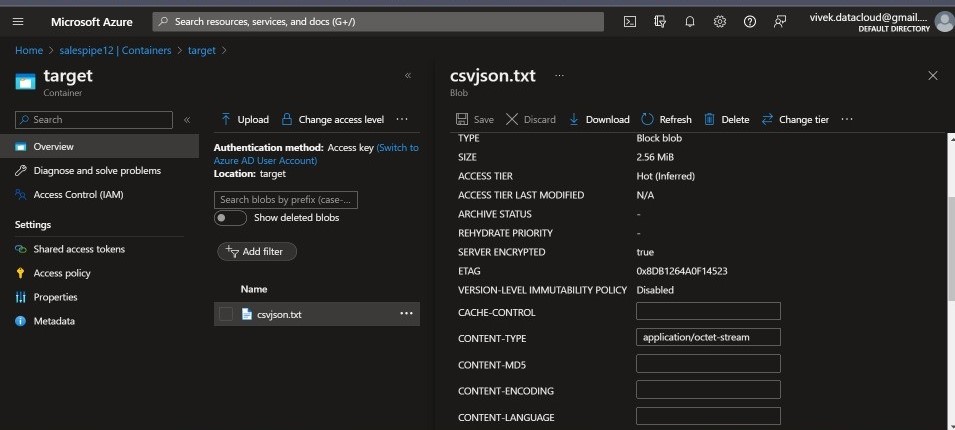 Microsoft Azure
Search resources, services, and docs (G+/)
vivek.datacloud@gmail....
DEFAULT DIRECTORY
Home > salespipe12 | Containers > target >
target
Container
«
Search
«
Overview
Diagnose and solve problems
Access Control (IAM)
Settings
Shared access tokens
Access policy
Properties
Metadata
Upload Change access level ...
Authentication method: Access key (Switch to
Azure AD User Account)
Location: target
Search blobs by prefix (case-...
Show deleted blobs
Add filter
Name
csvjson.txt ...
csvjson.txt ...
Blob
Save Discard Download Refresh Delete Change tier ...
TYPE Block blob
SIZE 2.56 MiB
ACCESS TIER Hot (Inferred)
ACCESS TIER LAST MODIFIED N/A
ARCHIVE STATUS -
REHYDRATE PRIORITY -
SERVER ENCRYPTED true
ETAG 0x8DB1264A0F14523
VERSION-LEVEL IMMUTABILITY POLICY Disabled
CACHE-CONTROL
CONTENT-TYPE application/octet-stream
CONTENT-MD5
CONTENT-ENCODING
CONTENT-LANGUAGE